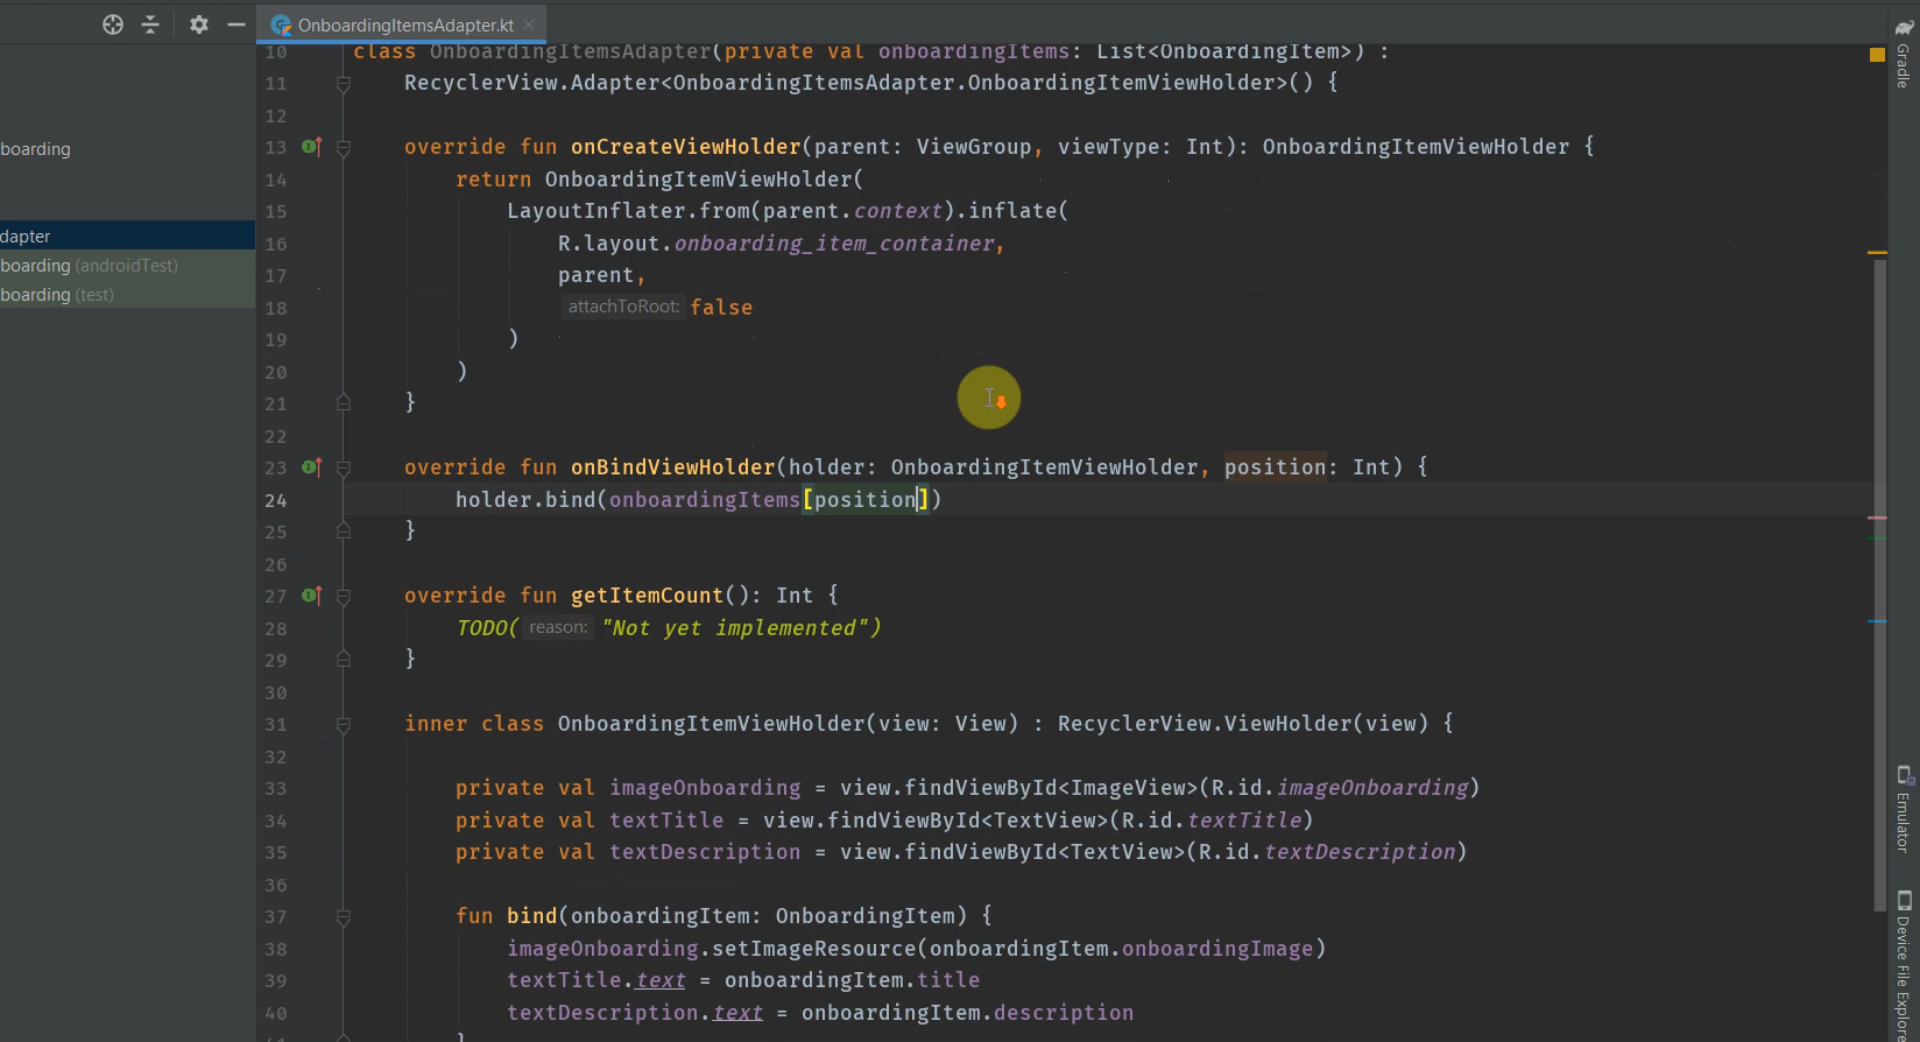 OnboardingItemsAdapter.kt
boarding
dapter
boarding (androidTest)
boarding (test)
10 class OnboardingItemsAdapter(private val onboardingItems: List<OnboardingItem>) :
11 RecyclerView.Adapter<OnboardingItemsAdapter.OnboardingItemViewHolder>() {
12
13 override fun onCreateViewHolder(parent: ViewGroup, viewType: Int): OnboardingItemViewHolder {
14 return OnboardingItemViewHolder(
15 LayoutInflater.from(parent.context).inflate(
16 R.layout.onboarding_item_container,
17 parent,
18 attachToRoot: false
19 )
20 )
21 }
22
23 override fun onBindViewHolder(holder: OnboardingItemViewHolder, position: Int) {
24 holder.bind(onboardingItems[position])
25 }
26
27 override fun getItemCount(): Int {
28 TODO( reason: "Not yet implemented")
29 }
30
31 inner class OnboardingItemViewHolder(view: View) : RecyclerView.ViewHolder(view) {
32
33 private val imageOnboarding = view.findViewById<ImageView>(R.id.imageOnboarding)
34 private val textTitle = view.findViewById<TextView>(R.id.textTitle)
35 private val textDescription = view.findViewById<TextView>(R.id.textDescription)
36
37 fun bind(onboardingItem: OnboardingItem) {
38 imageOnboarding.setImageResource(onboardingItem.onboardingImage)
39 textTitle.text = onboardingItem.title
40 textDescription.text = onboardingItem.description
}
Gradle
Emulator
Device File Explore